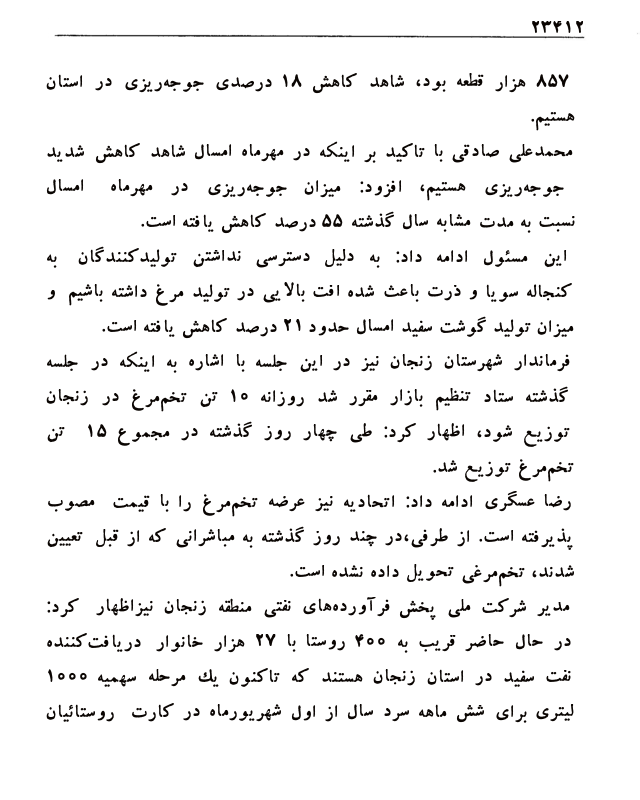 ۲۳۴۱۲
۸۵۷ هزار قطعه بود، شاهد کاهش ۱۸ درصدی جوجه‌ریزی در استان
هستیم.
محمدعلی صادقی با تاکید بر اینکه در مهرماه امسال شاهد کاهش شدید
جوجه‌ریزی هستیم، افزود: میزان جوجه‌ریزی در مهرماه امسال
نسبت به مدت مشابه سال گذشته ۵۵ درصد کاهش یافته است.
این مسئول ادامه داد: به دلیل دسترسی نداشتن تولیدکنندگان به
کنجاله سویا و ذرت باعث شده افت بالایی در تولید مرغ داشته باشیم و
میزان تولید گوشت سفید امسال حدود ۲۱ درصد کاهش یافته است.
فرماندار شهرستان زنجان نیز در این جلسه با اشاره به اینکه در جلسه
گذشته ستاد تنظیم بازار مقرر شد روزانه ۱۰ تن تخم‌مرغ در زنجان
توزیع شود، اظهار کرد: طی چهار روز گذشته در مجموع ۱۵ تن
تخم‌مرغ توزیع شد.
رضا عسگری ادامه داد: اتحادیه نیز عرضه تخم‌مرغ را با قیمت مصوب
پذیرفته است. از طرفی،در چند روز گذشته به مباشرانی که از قبل تعیین
شدند، تخم‌مرغی تحویل داده نشده است.
مدیر شرکت ملی پخش فرآورده‌های نفتی منطقه زنجان نیزاظهار کرد:
در حال حاضر قریب به ۴۰۰ روستا با ۲۷ هزار خانوار دریافت‌کننده
نفت سفید در استان زنجان هستند که تاکنون یك مرحله سهمیه ۱۰۰۰
لیتری برای شش ماهه سرد سال از اول شهریورماه در کارت روستائیان